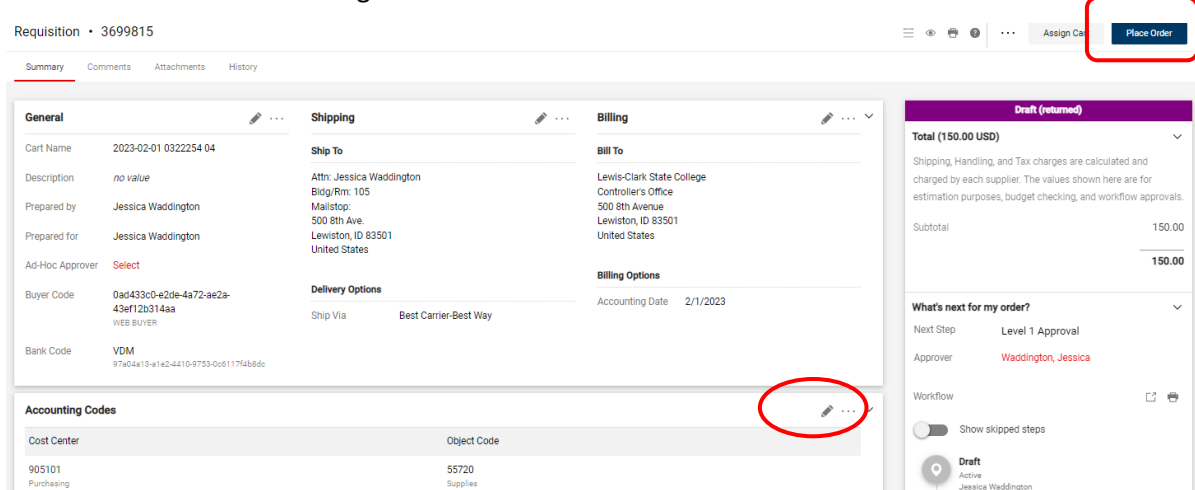 Requisition • 3699815
Assign Cart
Place Order
Summary Comments Attachments History
General
Cart Name 2023-02-01 0322254 04
Description no value
Prepared by Jessica Waddington
Prepared for Jessica Waddington
Ad-Hoc Approver Select
Buyer Code 0ad433c0-e2de-4a72-ae2a-
43ef12b314aa
WEB BUYER
Bank Code VDM
97a04a13-a1e2-4410-9753-0c6117f4b8dc
Shipping
Ship To
Attn: Jessica Waddington
Bldg/Rm: 105
Mailstop:
500 8th Ave.
Lewiston, ID 83501
United States
Delivery Options
Ship Via Best Carrier-Best Way
Billing
Bill To
Lewis-Clark State College
Controller's Office
500 8th Avenue
Lewiston, ID 83501
United States
Billing Options
Accounting Date 2/1/2023
Accounting Codes
Cost Center Object Code
905101 55720
Purchasing Supplies
Draft (returned)
Total (150.00 USD)
Shipping, Handling, and Tax charges are calculated and
charged by each supplier. The values shown here are for
estimation purposes, budget checking, and workflow approvals.
Subtotal 150.00
150.00
What's next for my order?
Next Step Level 1 Approval
Approver Waddington, Jessica
Workflow
Show skipped steps
Draft
Active
Jessica Waddington